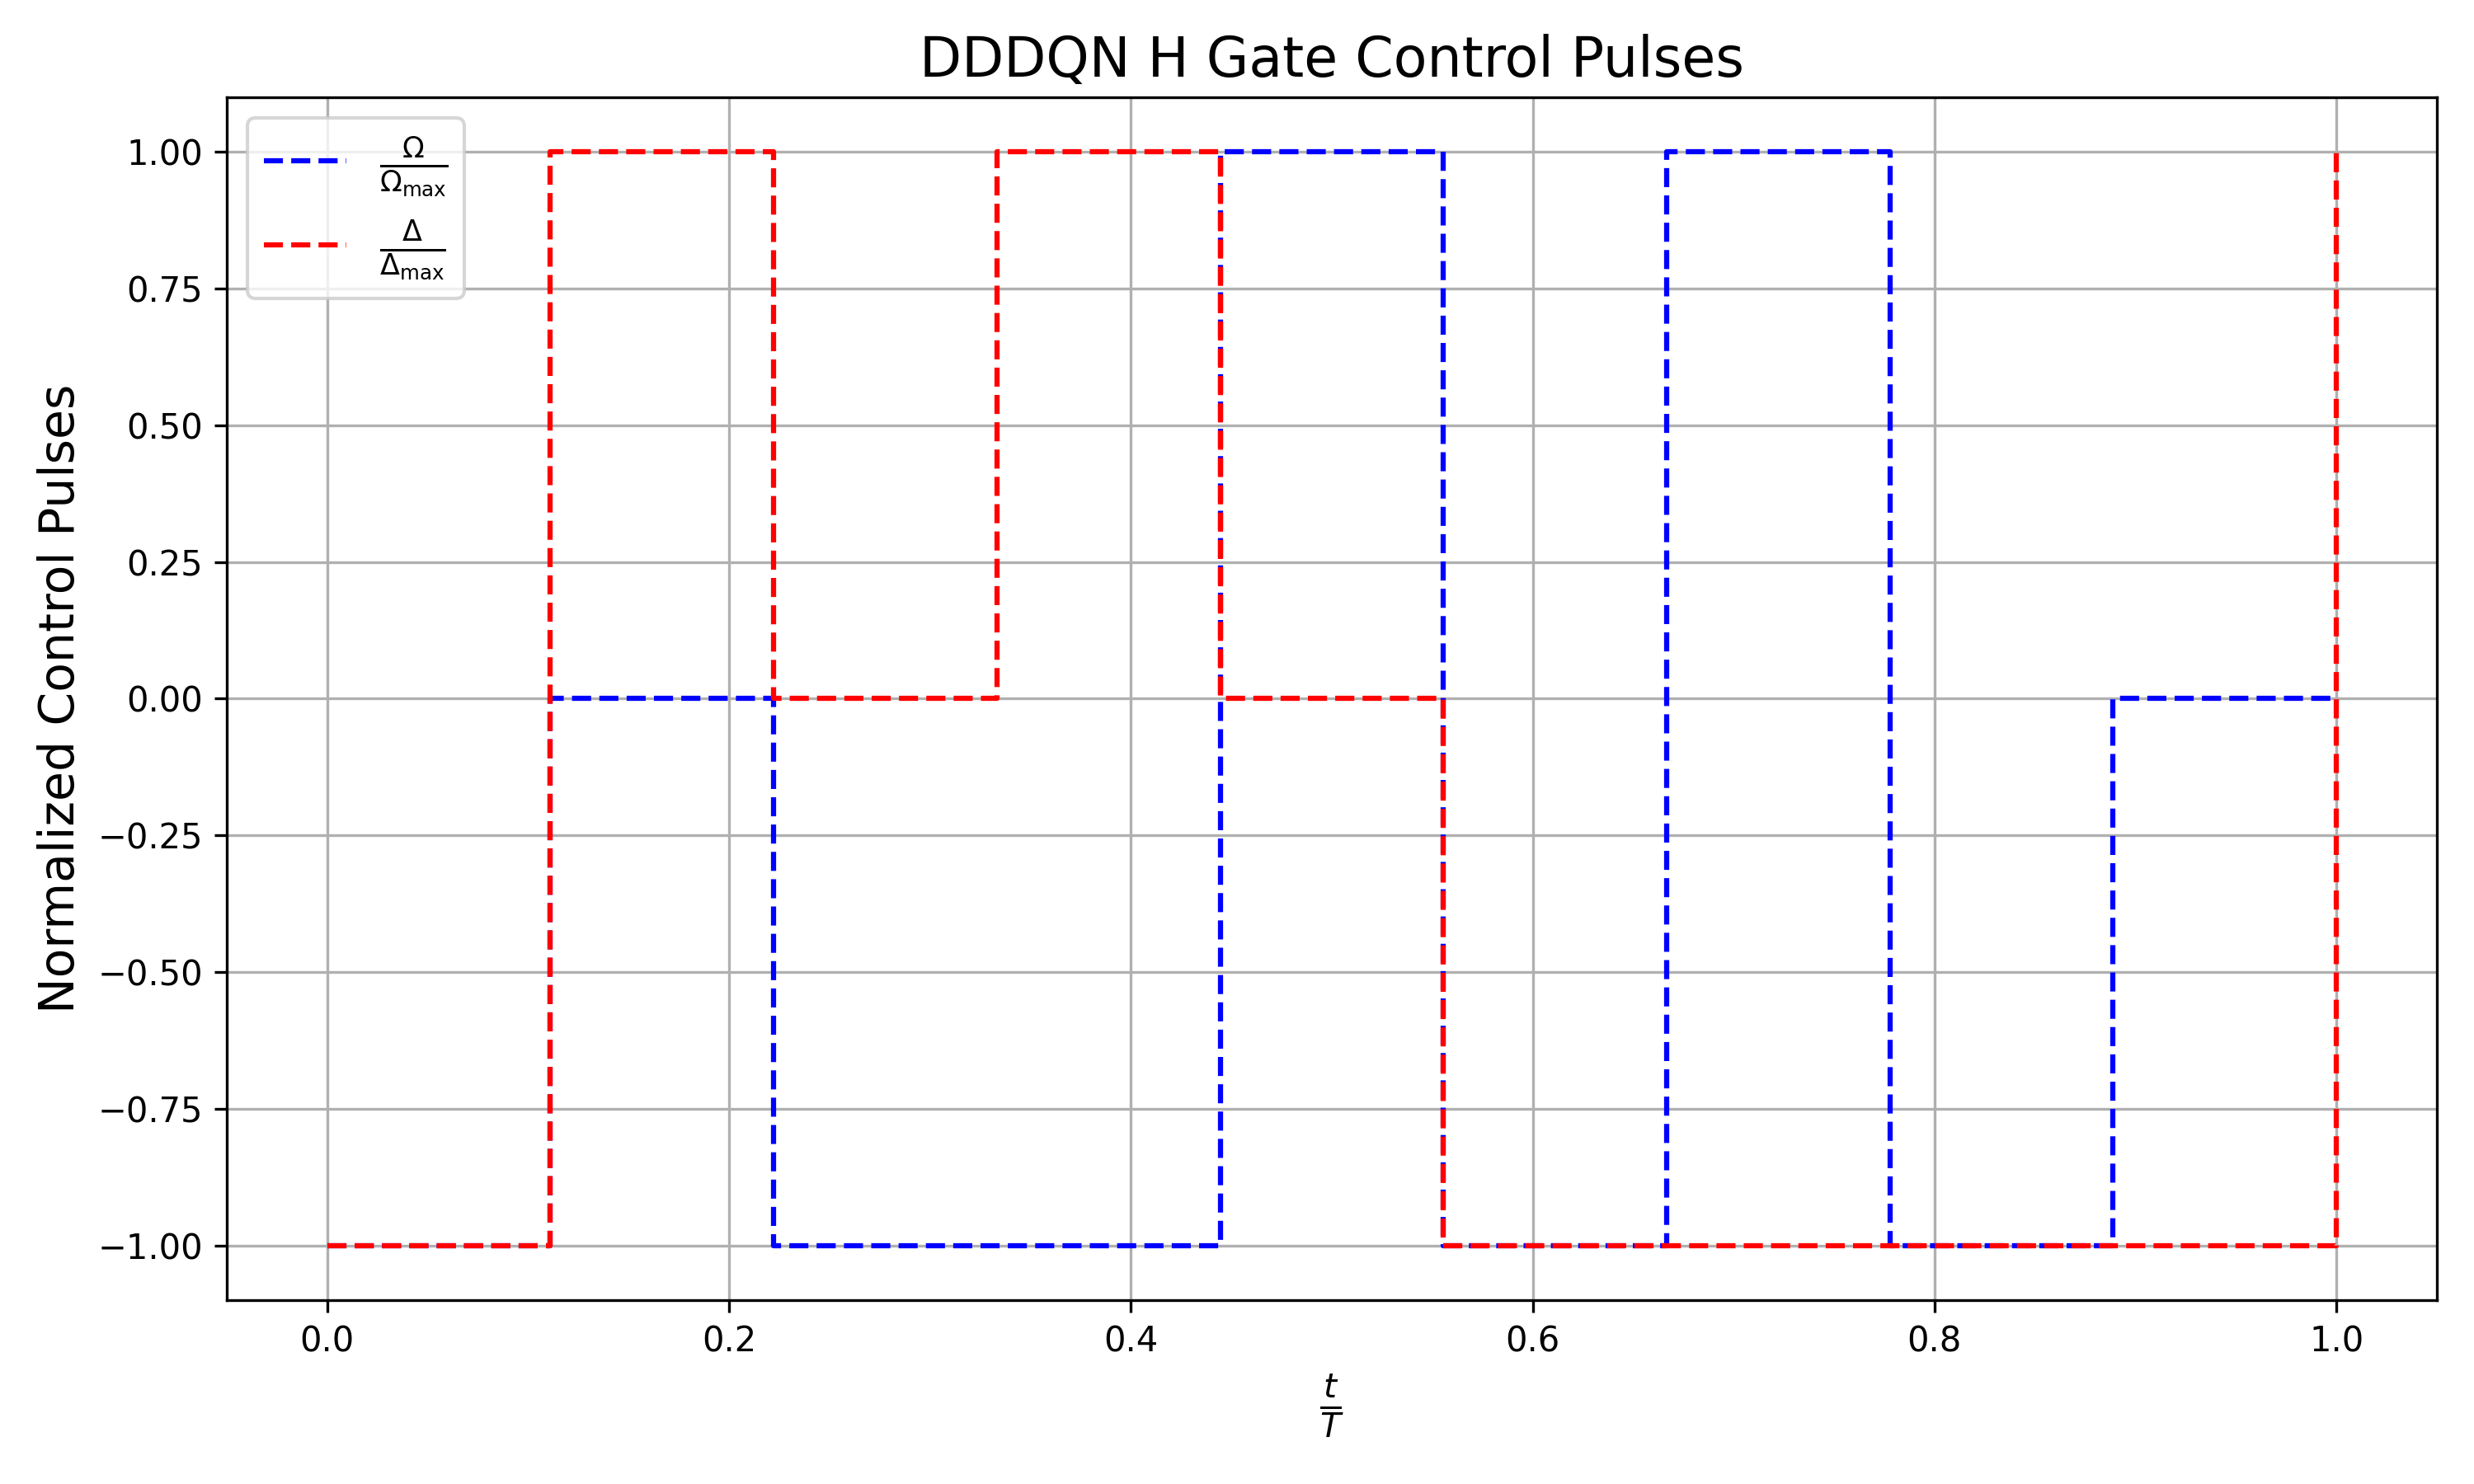 DDDQN H Gate Control Pulses
Ω
Ωmax
Δ
Δmax
Normalized Control Pulses
1.00
0.75
0.50
0.25
0.00
−0.25
−0.50
−0.75
−1.00
0.0 0.2 0.4 0.6 0.8 1.0
t
T